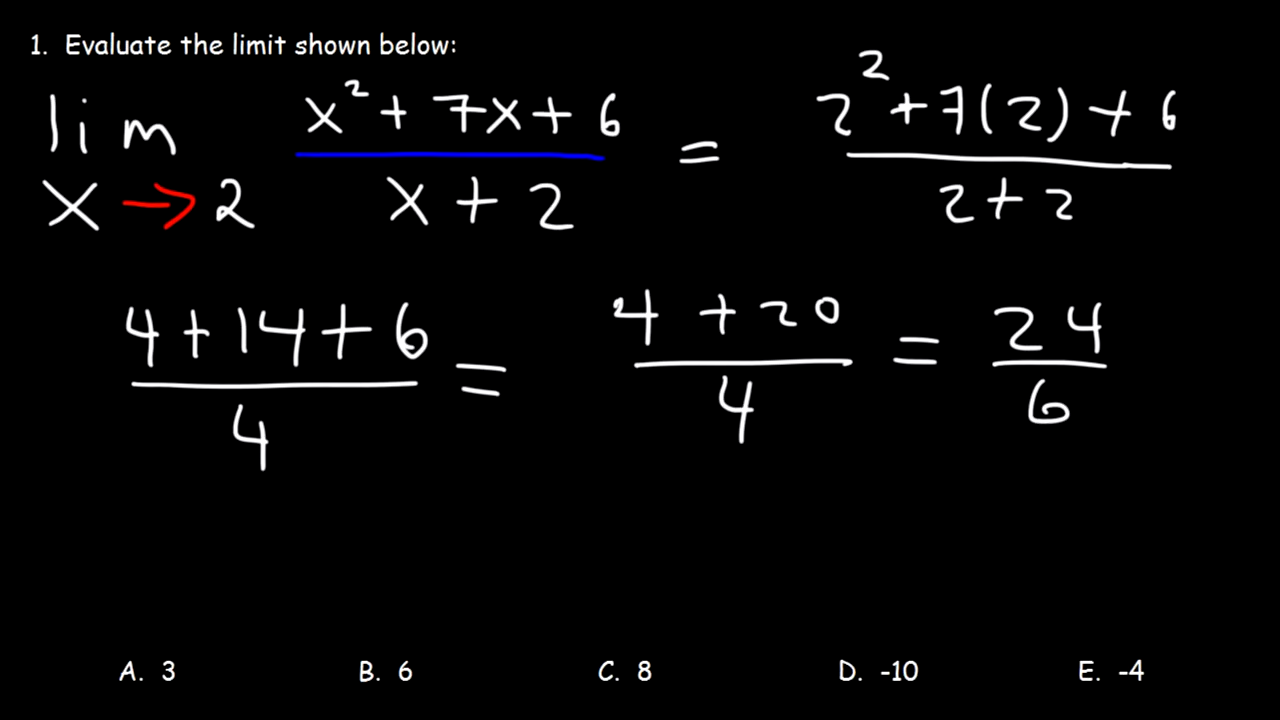 1. Evaluate the limit shown below:
lim x → 2 (x² + 7x + 6)/(x + 2) = (2² + 7(2) + 6)/(2 + 2)
(4 + 14 + 6)/4 = (4 + 20)/4 = 24/6
A. 3 B. 6 C. 8 D. -10 E. -4